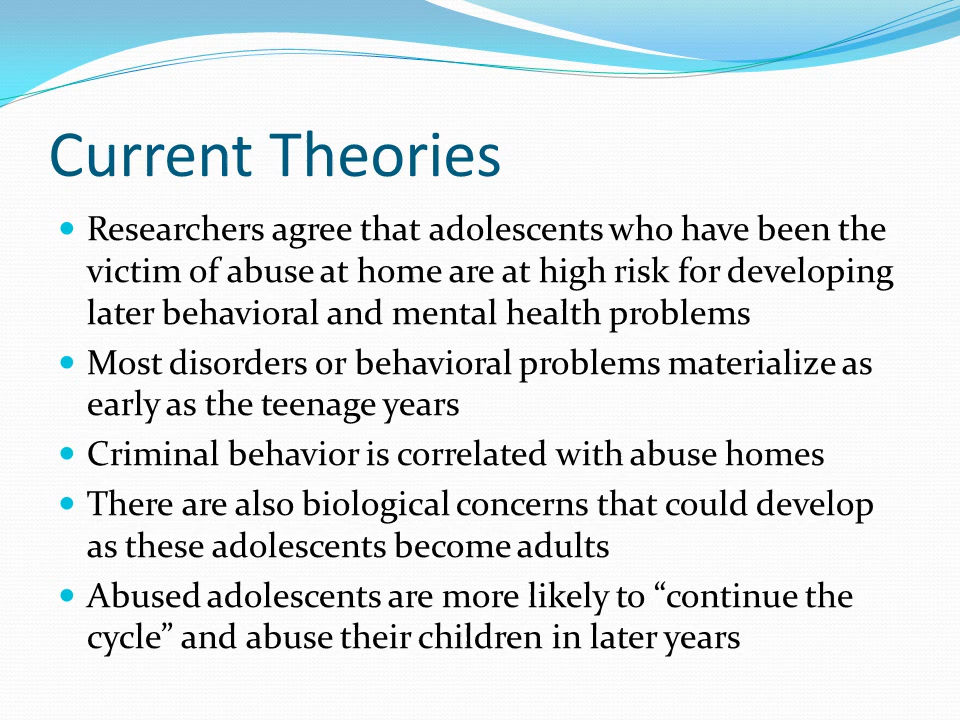 Current Theories
Researchers agree that adolescents who have been the
victim of abuse at home are at high risk for developing
later behavioral and mental health problems
Most disorders or behavioral problems materialize as
early as the teenage years
Criminal behavior is correlated with abuse homes
There are also biological concerns that could develop
as these adolescents become adults
Abused adolescents are more likely to “continue the
cycle” and abuse their children in later years